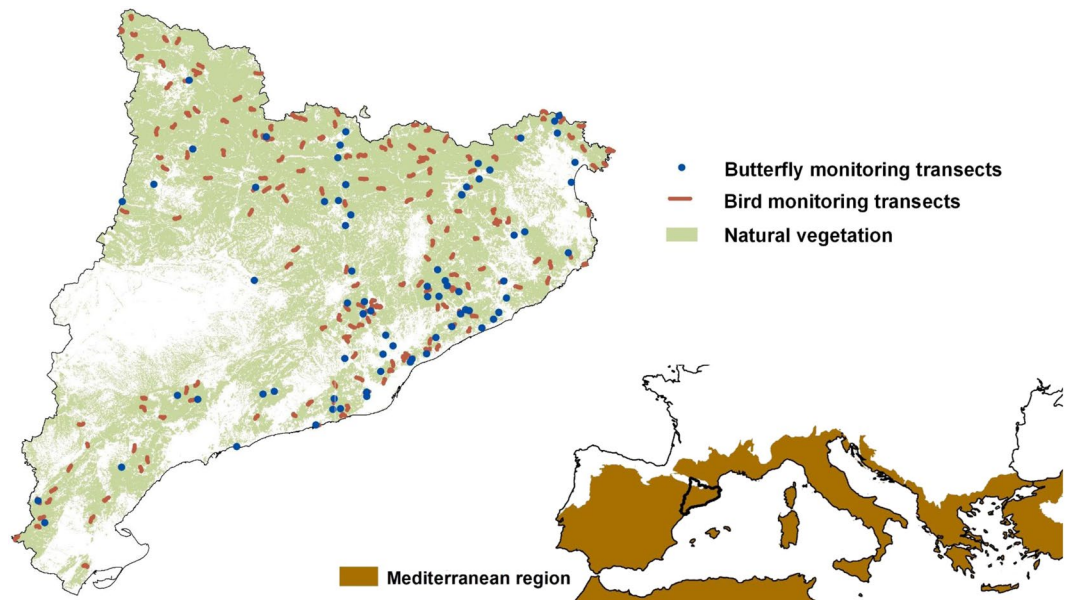 Butterfly monitoring transects
Bird monitoring transects
Natural vegetation
Mediterranean region